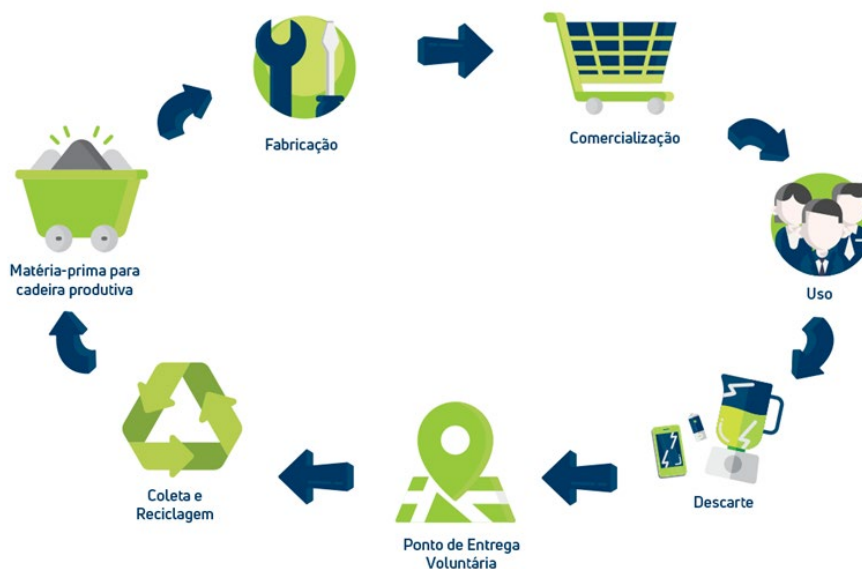 Fabricação
Comercialização
Uso
Descarte
Ponto de Entrega
Voluntária
Coleta e
Reciclagem
Matéria-prima para
cadeira produtiva